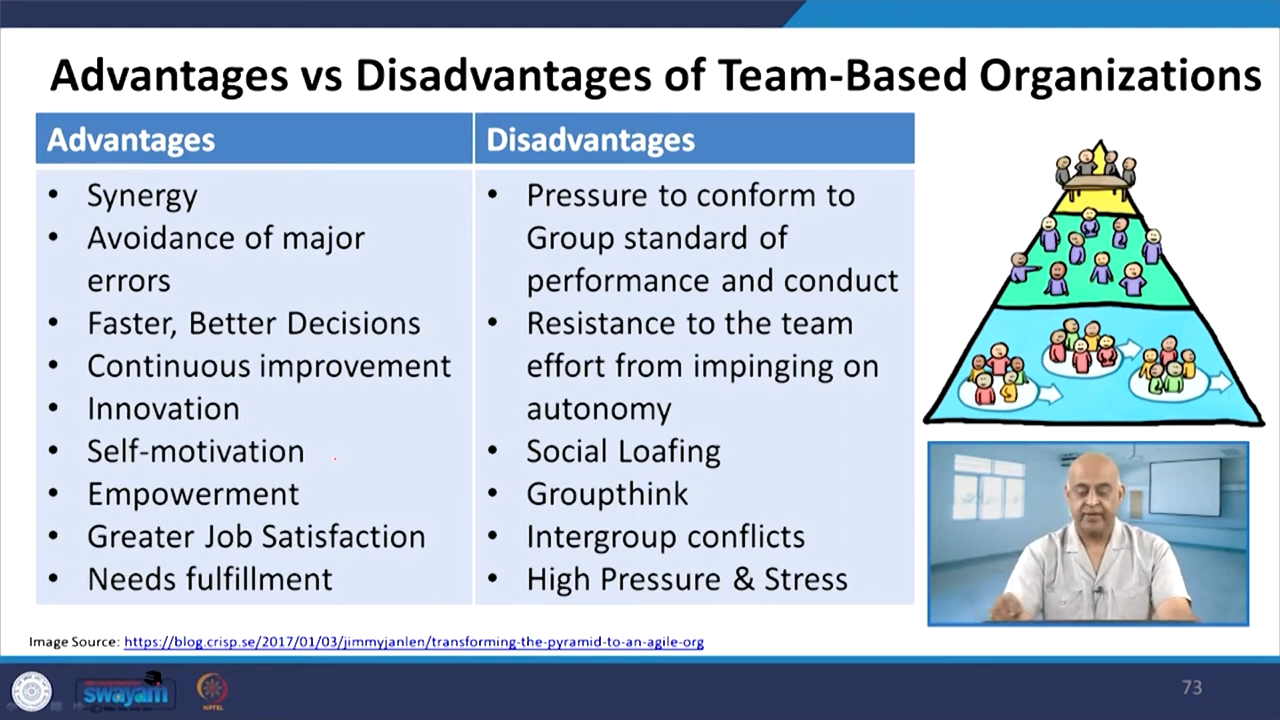 Advantages vs Disadvantages of Team-Based Organizations
Advantages
• Synergy
• Avoidance of major
errors
• Faster, Better Decisions
• Continuous improvement
• Innovation
• Self-motivation
• Empowerment
• Greater Job Satisfaction
• Needs fulfillment
Disadvantages
• Pressure to conform to
Group standard of
performance and conduct
• Resistance to the team
effort from impinging on
autonomy
• Social Loafing
• Groupthink
• Intergroup conflicts
• High Pressure & Stress
Image Source: https://blog.crisp.se/2017/01/03/jimmyjanlen/transforming-the-pyramid-to-an-agile-org
swayam
NPTEL
73